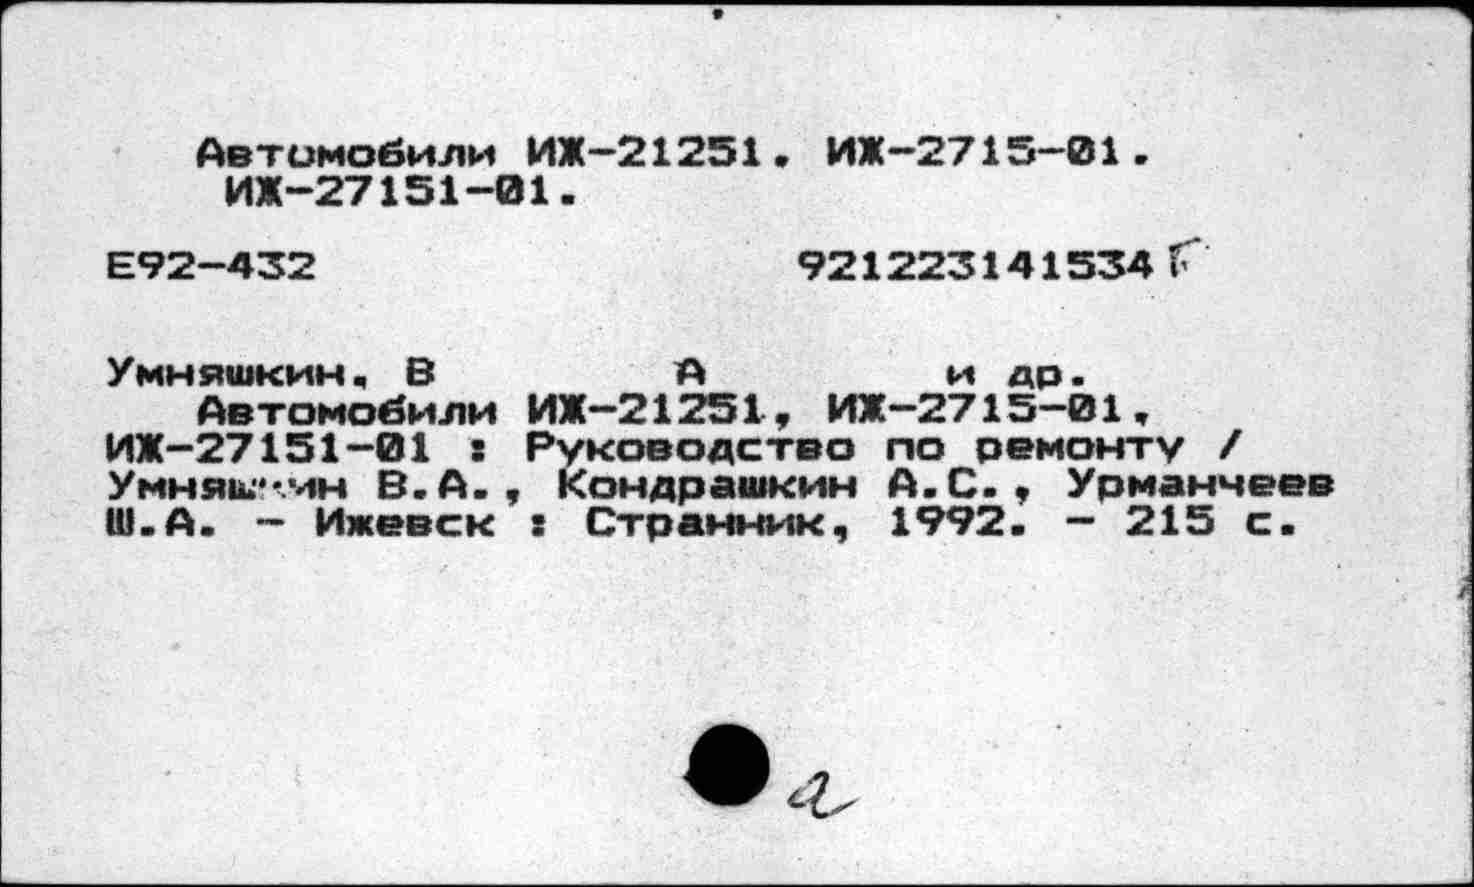 Автомобили ИЖ-21251. ИЖ-2715-01.
ИЖ-27151-01.
Е92-432 921223141534
Умняшкин, В А и др.
Автомобили ИЖ-21251, ИЖ-2715-01,
ИЖ-27151-01 : Руководство по ремонту /
Умняшкин В.А., Кондрашкин А.С., Урманчеев
Ш.А. - Ижевск : Странник, 1992. - 215 с.
а